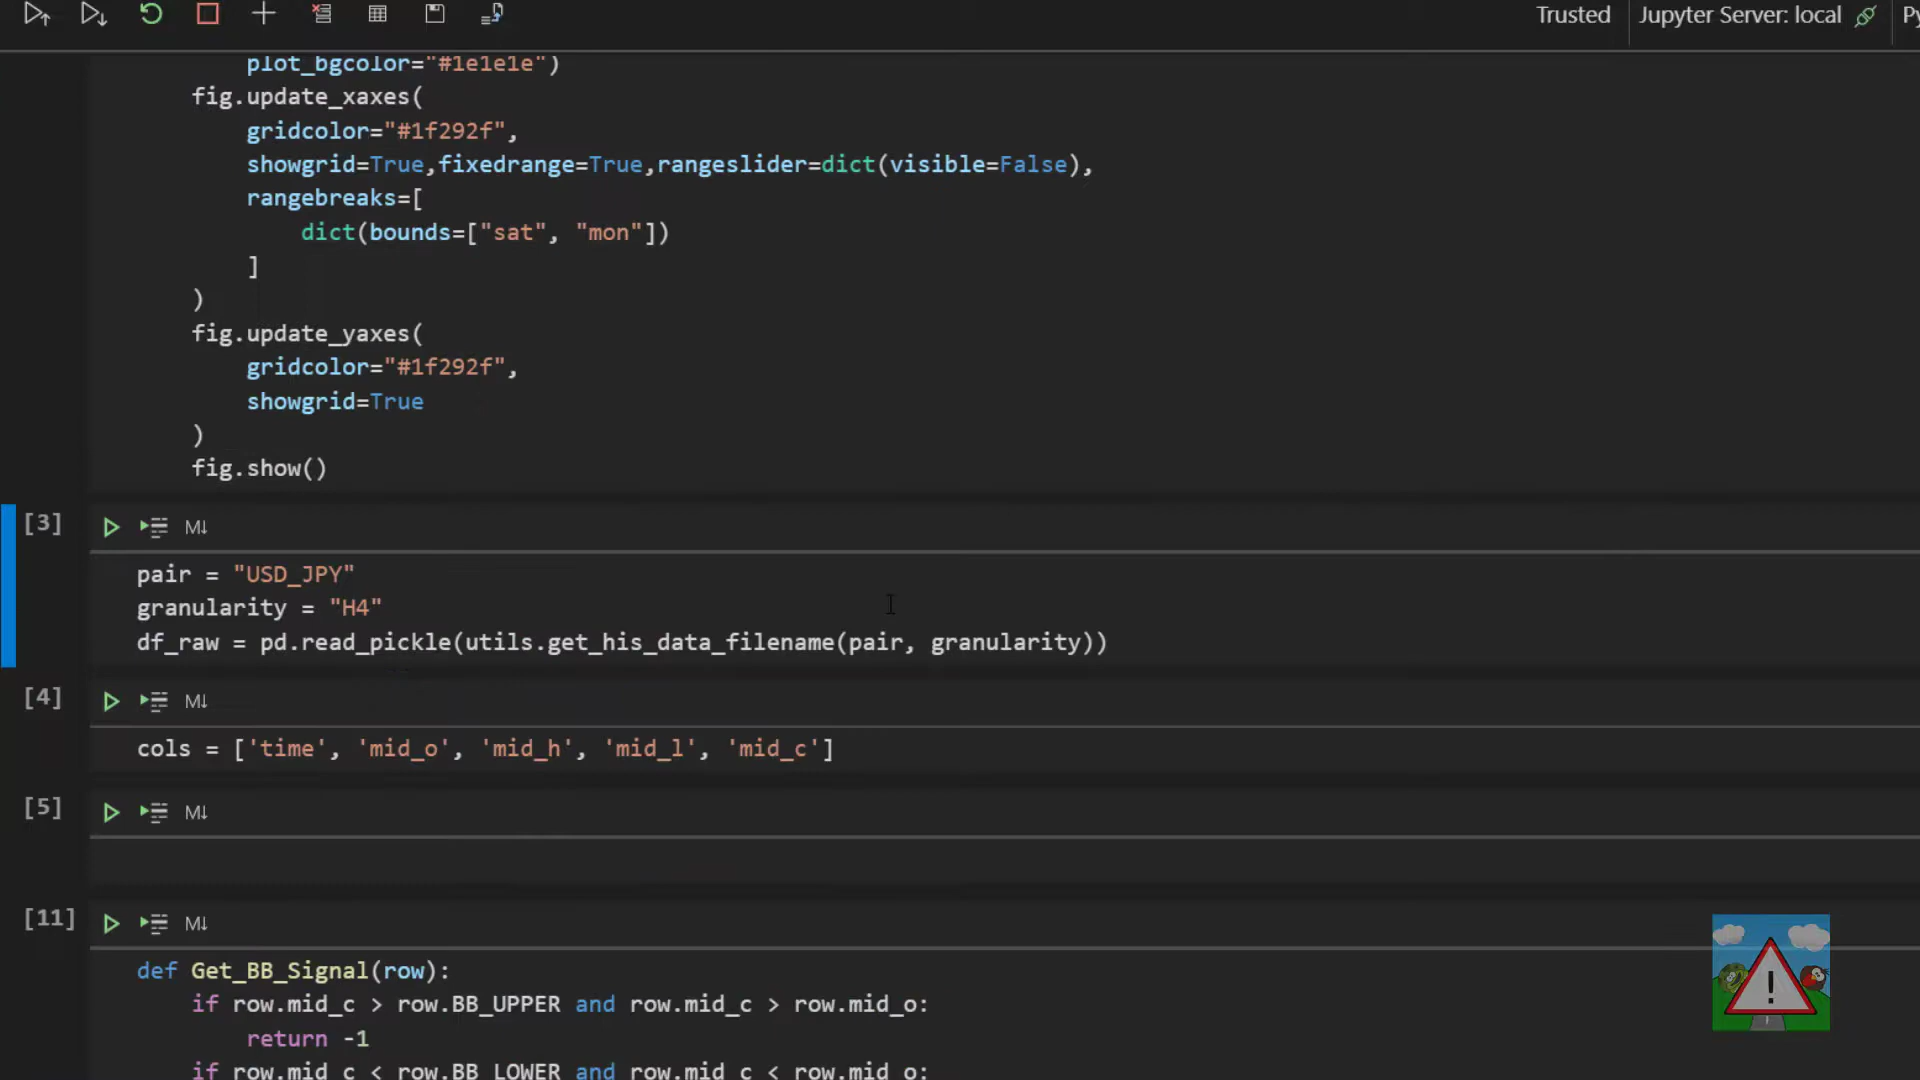 Trusted
Jupyter Server: local
Py
plot_bgcolor="#1e1e1e")
fig.update_xaxes(
gridcolor="#1f292f",
showgrid=True,fixedrange=True,rangeslider=dict(visible=False),
rangebreaks=[
dict(bounds=["sat", "mon"])
]
)
fig.update_yaxes(
gridcolor="#1f292f",
showgrid=True
)
fig.show()
[3]
M↓
pair = "USD_JPY"
granularity = "H4"
df_raw = pd.read_pickle(utils.get_his_data_filename(pair, granularity))
[4]
M↓
cols = ['time', 'mid_o', 'mid_h', 'mid_l', 'mid_c']
[5]
M↓
[11]
M↓
def Get_BB_Signal(row):
if row.mid_c > row.BB_UPPER and row.mid_c > row.mid_o:
return -1
if row.mid_c < row.BB_LOWER and row.mid_c < row.mid_o:
!